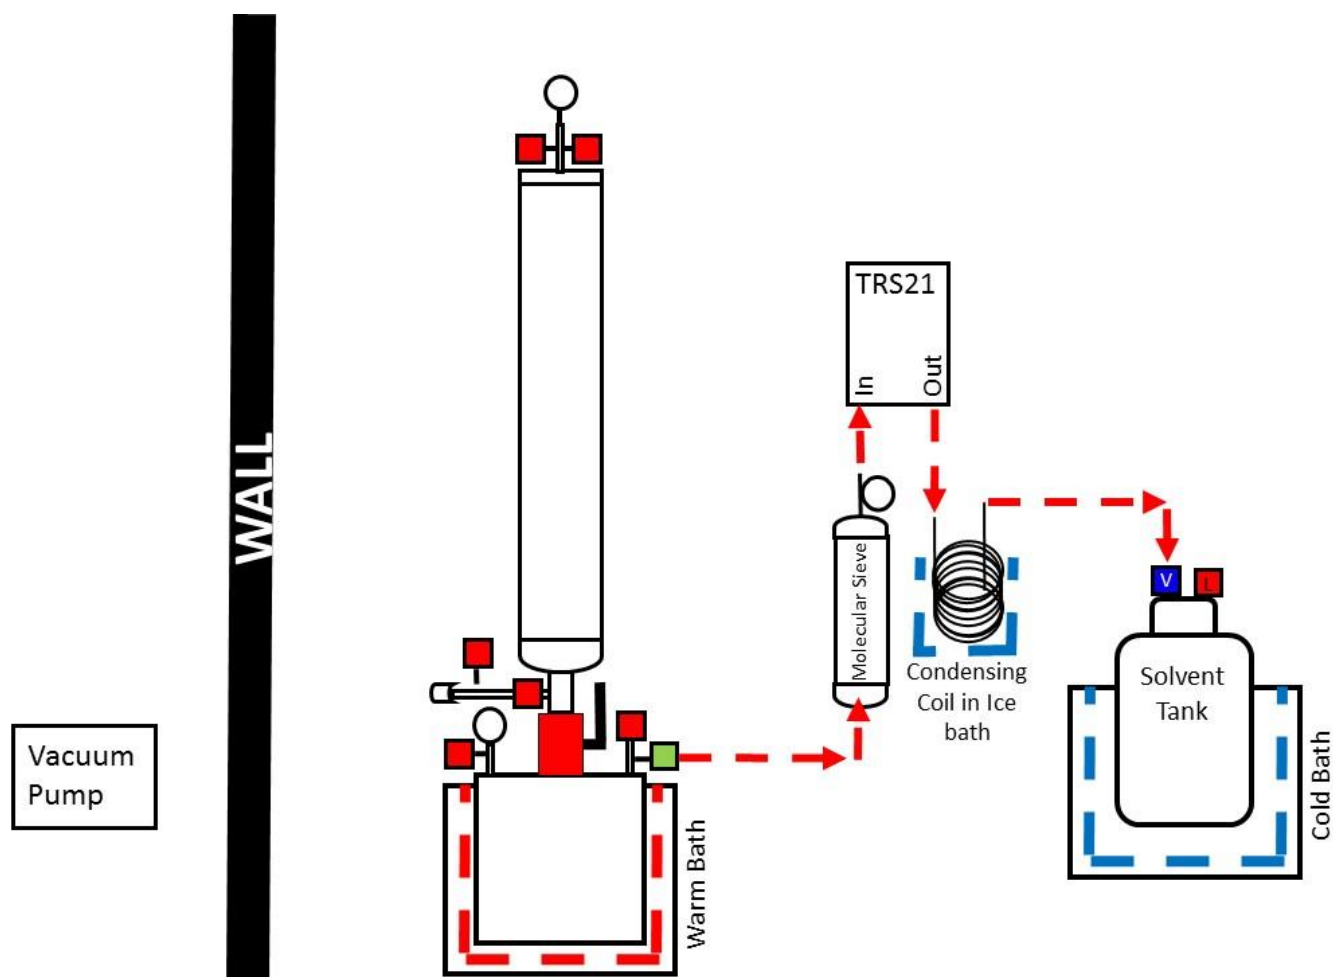 WALL
TRS21
In
Out
Molecular Sieve
V
L
Condensing
Coil in Ice
bath
Solvent
Tank
Vacuum
Pump
Warm Bath
Cold Bath